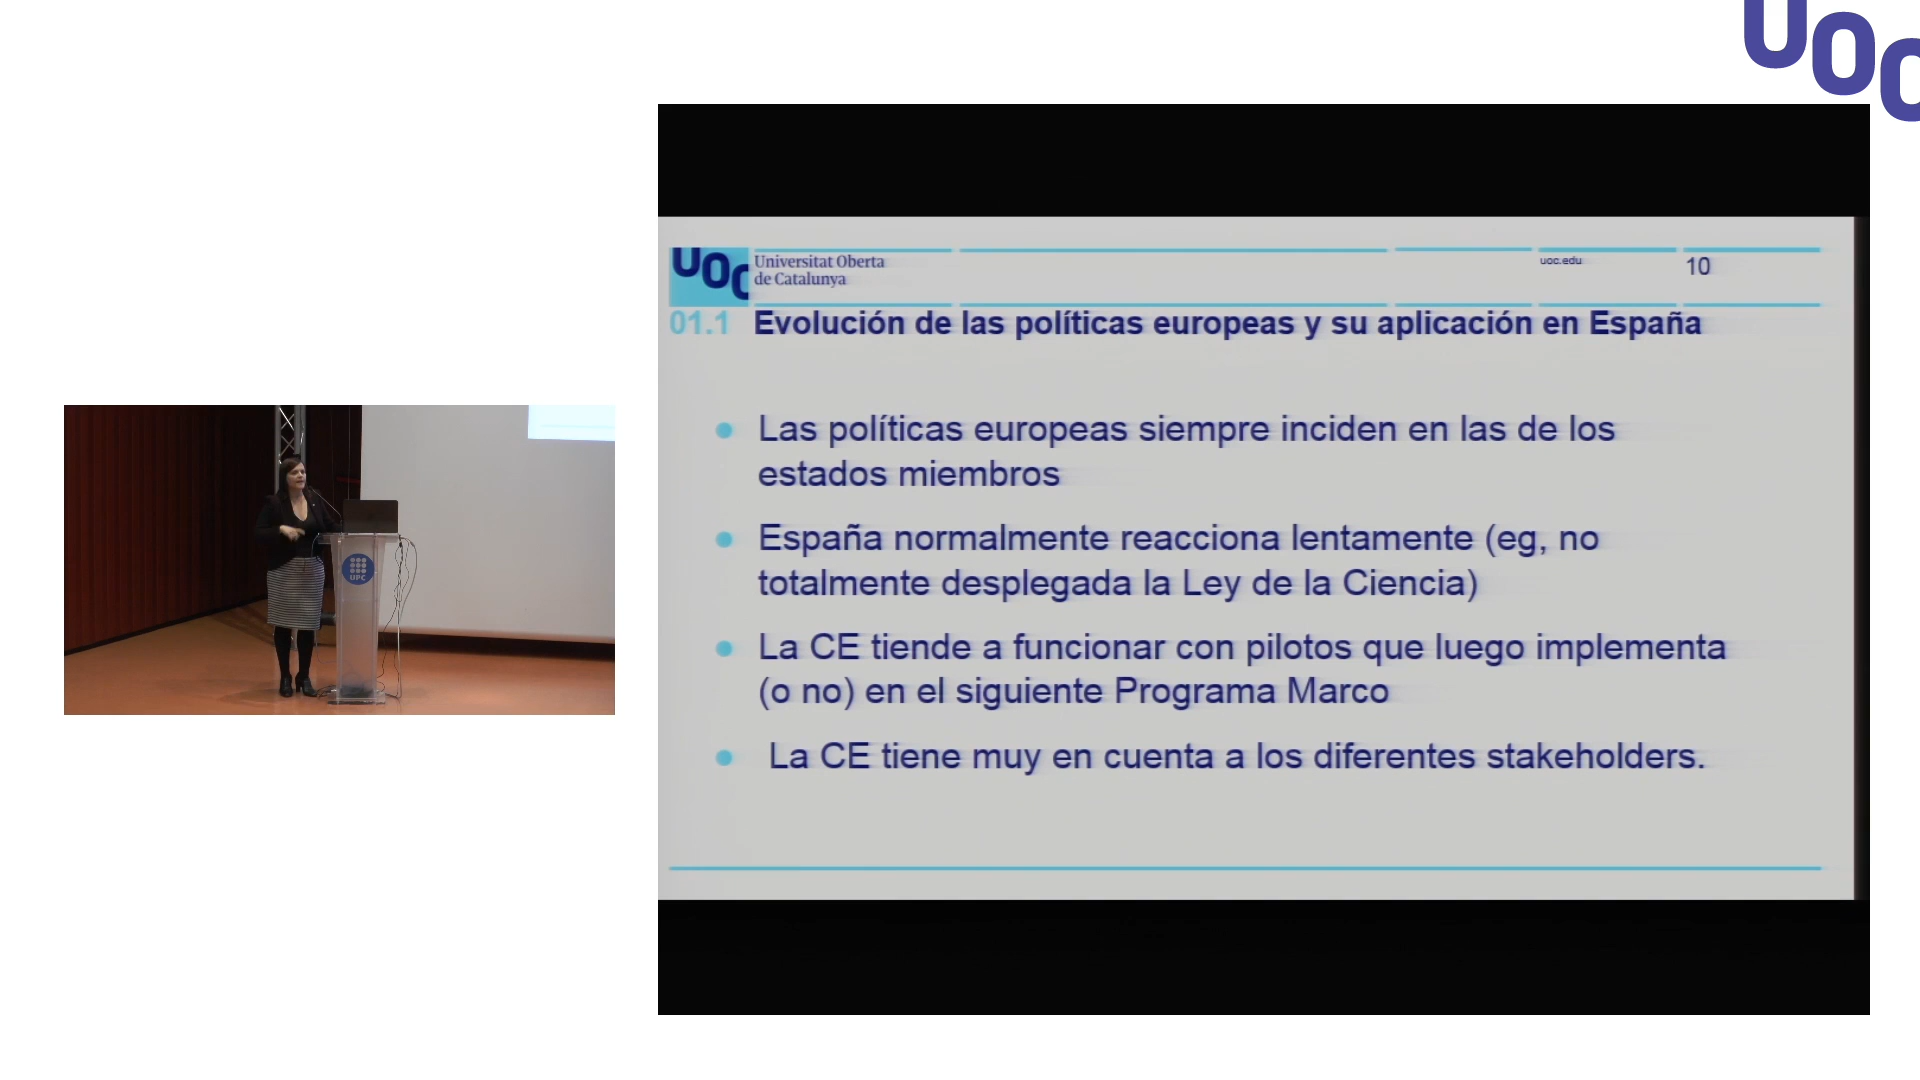 UOC
UOC
Universitat Oberta
de Catalunya
uoc.edu
10
01.1 Evolución de las políticas europeas y su aplicación en España
Las políticas europeas siempre inciden en las de los
estados miembros
España normalmente reacciona lentamente (eg, no
totalmente desplegada la Ley de la Ciencia)
La CE tiende a funcionar con pilotos que luego implementa
(o no) en el siguiente Programa Marco
La CE tiene muy en cuenta a los diferentes stakeholders.
UPC